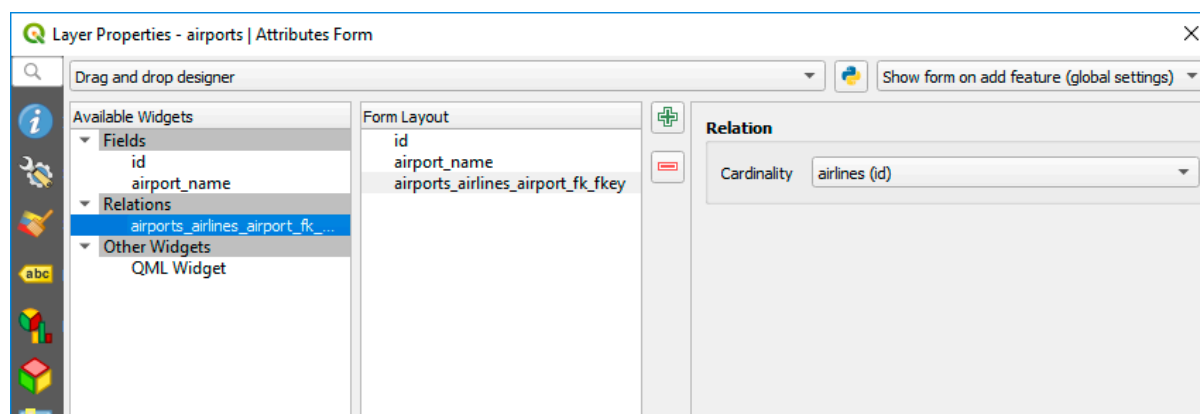 Layer Properties - airports | Attributes Form
Drag and drop designer
Show form on add feature (global settings)
Available Widgets
Fields
id
airport_name
Relations
airports_airlines_airport_fk_...
Other Widgets
QML Widget
Form Layout
id
airport_name
airports_airlines_airport_fk_fkey
Relation
Cardinality
airlines (id)
abc